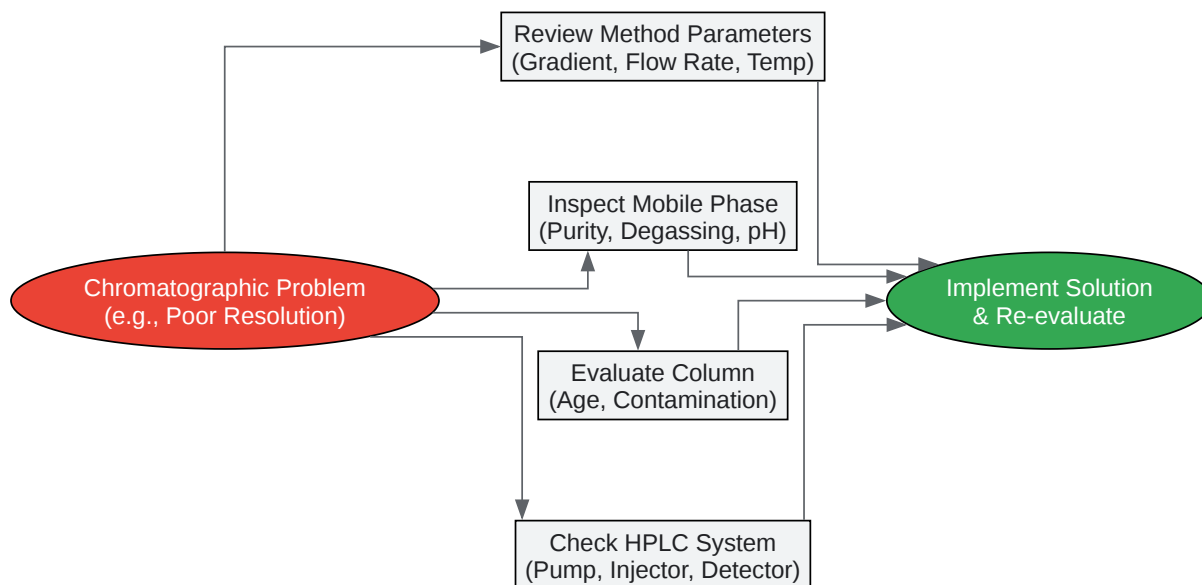 Review Method Parameters
(Gradient, Flow Rate, Temp)
Inspect Mobile Phase
(Purity, Degassing, pH)
Chromatographic Problem
(e.g., Poor Resolution)
Implement Solution
& Re-evaluate
Evaluate Column
(Age, Contamination)
Check HPLC System
(Pump, Injector, Detector)